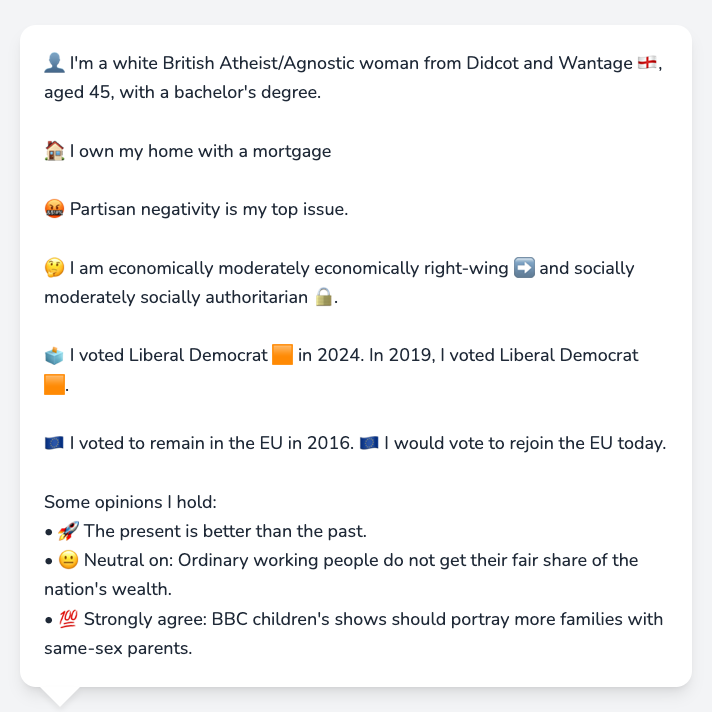 👤 I'm a white British Atheist/Agnostic woman from Didcot and Wantage 🏴󠁧󠁢󠁥󠁮󠁧󠁿,
aged 45, with a bachelor's degree.
🏠 I own my home with a mortgage
🤬 Partisan negativity is my top issue.
🤔 I am economically moderately economically right-wing ➡️ and socially
moderately socially authoritarian 🔒.
🗳️ I voted Liberal Democrat 🟧 in 2024. In 2019, I voted Liberal Democrat
🟧.
🇪🇺 I voted to remain in the EU in 2016. 🇪🇺 I would vote to rejoin the EU today.
Some opinions I hold:
• 🚀 The present is better than the past.
• 😐 Neutral on: Ordinary working people do not get their fair share of the
nation's wealth.
• 💯 Strongly agree: BBC children's shows should portray more families with
same-sex parents.